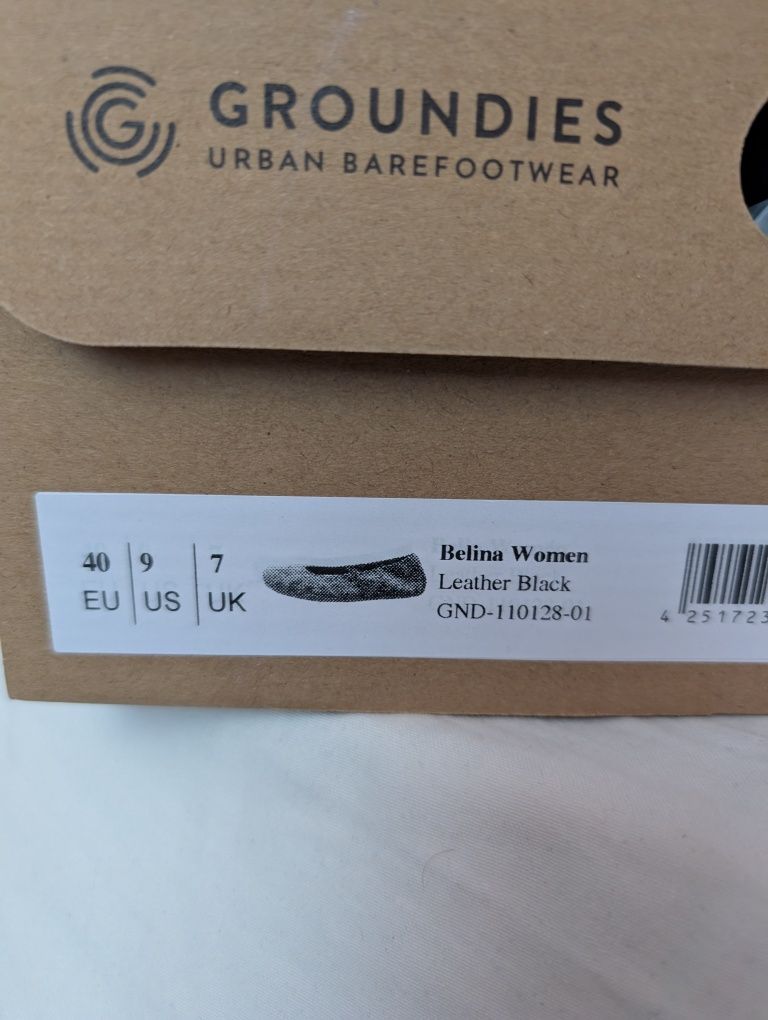 G GROUNDIES
URBAN BAREFOOTWEAR
40 9 7
EU US UK
Belina Women
Leather Black
GND-110128-01
4 251723